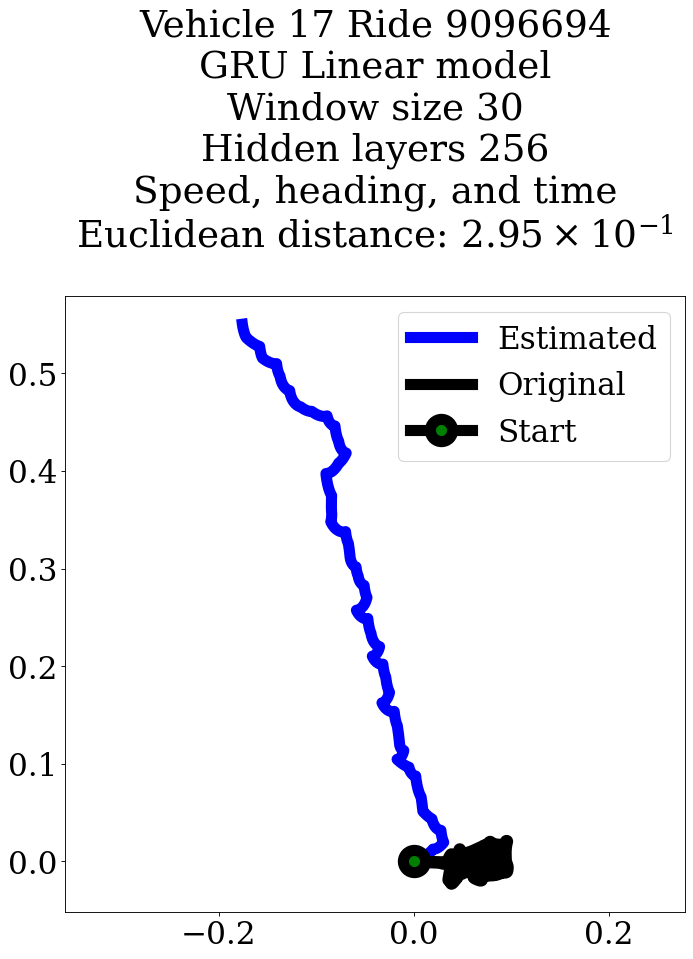 Vehicle 17 Ride 9096694
GRU Linear model
Window size 30
Hidden layers 256
Speed, heading, and time
Euclidean distance: 2.95 × 10⁻¹
Estimated
Original
Start
0.5
0.4
0.3
0.2
0.1
0.0
−0.2 0.0 0.2